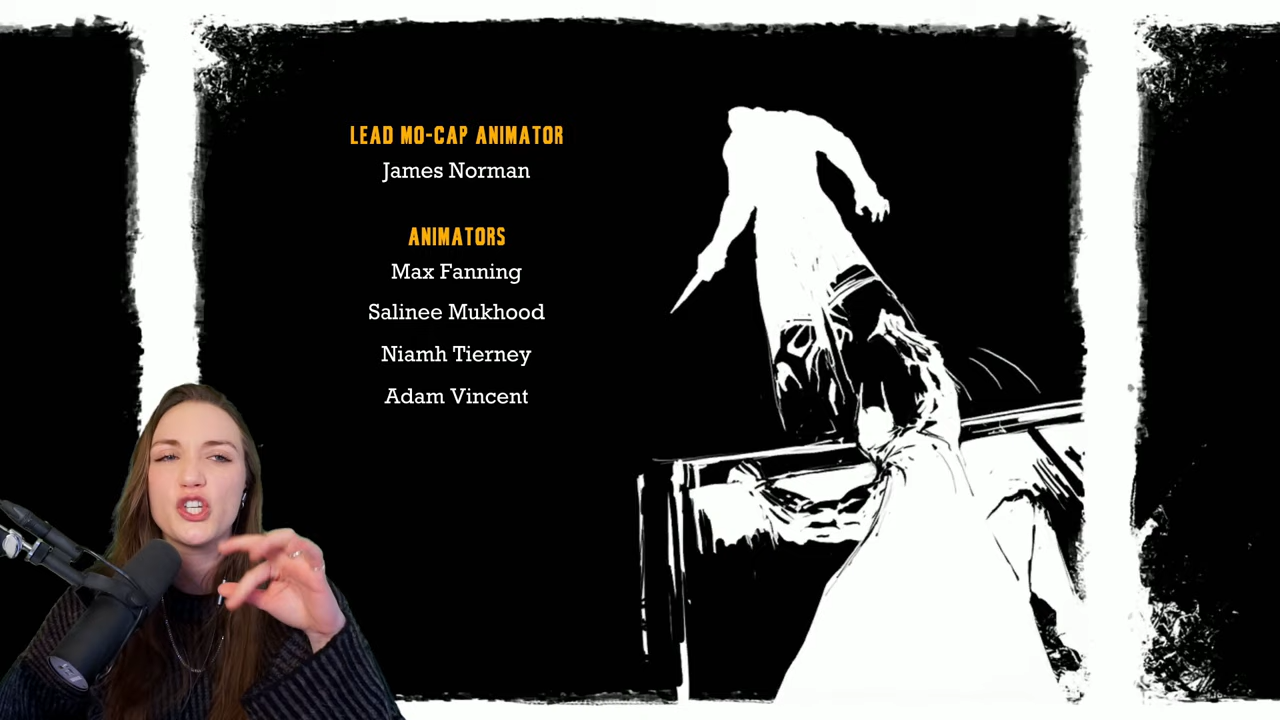 LEAD MO-CAP ANIMATOR
James Norman
ANIMATORS
Max Fanning
Salinee Mukhood
Niamh Tierney
Adam Vincent